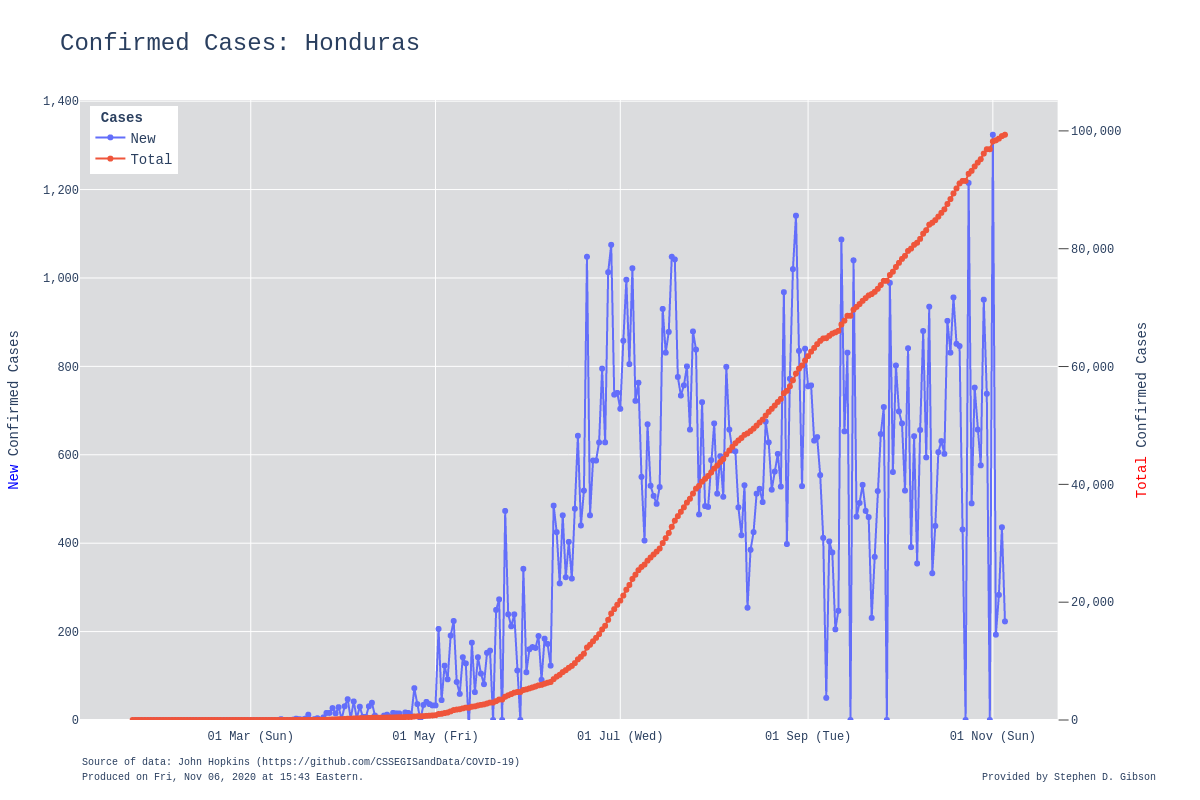 Confirmed Cases: Honduras
1,400
1,200
1,000
800
600
400
200
0
New Confirmed Cases
Cases
New
Total
100,000
80,000
60,000
40,000
20,000
0
Total Confirmed Cases
01 Mar (Sun)
01 May (Fri)
01 Jul (Wed)
01 Sep (Tue)
01 Nov (Sun)
Source of data: John Hopkins (https://github.com/CSSEGISandData/COVID-19)
Produced on Fri, Nov 06, 2020 at 15:43 Eastern.
Provided by Stephen D. Gibson